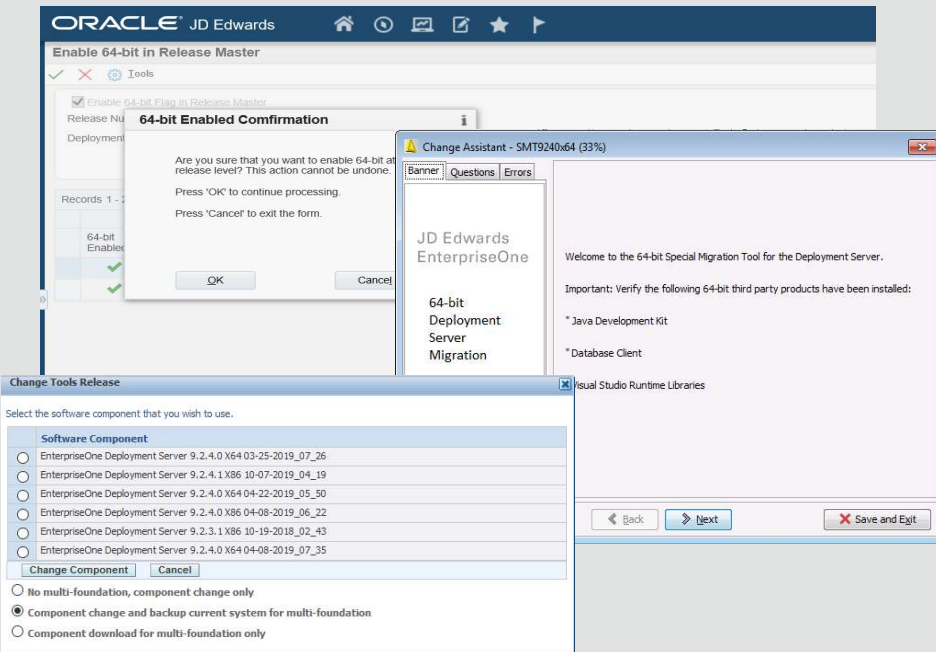 ORACLE JD Edwards
Enable 64-bit in Release Master
Tools
Enable 64-bit Flag in Release Master
Release Nu
Deployment
Records 1 -
64-bit
Enabled
64-bit Enabled Comfirmation
Are you sure that you want to enable 64-bit at
release level? This action cannot be undone.
Press 'OK' to continue processing.
Press 'Cancel' to exit the form.
OK Cancel
Change Assistant - SMT9240x64 (33%)
Banner Questions Errors
JD Edwards
EnterpriseOne
64-bit
Deployment
Server
Migration
Welcome to the 64-bit Special Migration Tool for the Deployment Server.
Important: Verify the following 64-bit third party products have been installed:
* Java Development Kit
* Database Client
Visual Studio Runtime Libraries
Back Next Save and Exit
Change Tools Release
Select the software component that you wish to use.
Software Component
EnterpriseOne Deployment Server 9.2.4.0 X64 03-25-2019_07_26
EnterpriseOne Deployment Server 9.2.4.1 X86 10-07-2019_04_19
EnterpriseOne Deployment Server 9.2.4.0 X64 04-22-2019_05_50
EnterpriseOne Deployment Server 9.2.4.0 X86 04-08-2019_06_22
EnterpriseOne Deployment Server 9.2.3.1 X86 10-19-2018_02_43
EnterpriseOne Deployment Server 9.2.4.0 X64 04-08-2019_07_35
Change Component Cancel
No multi-foundation, component change only
Component change and backup current system for multi-foundation
Component download for multi-foundation only